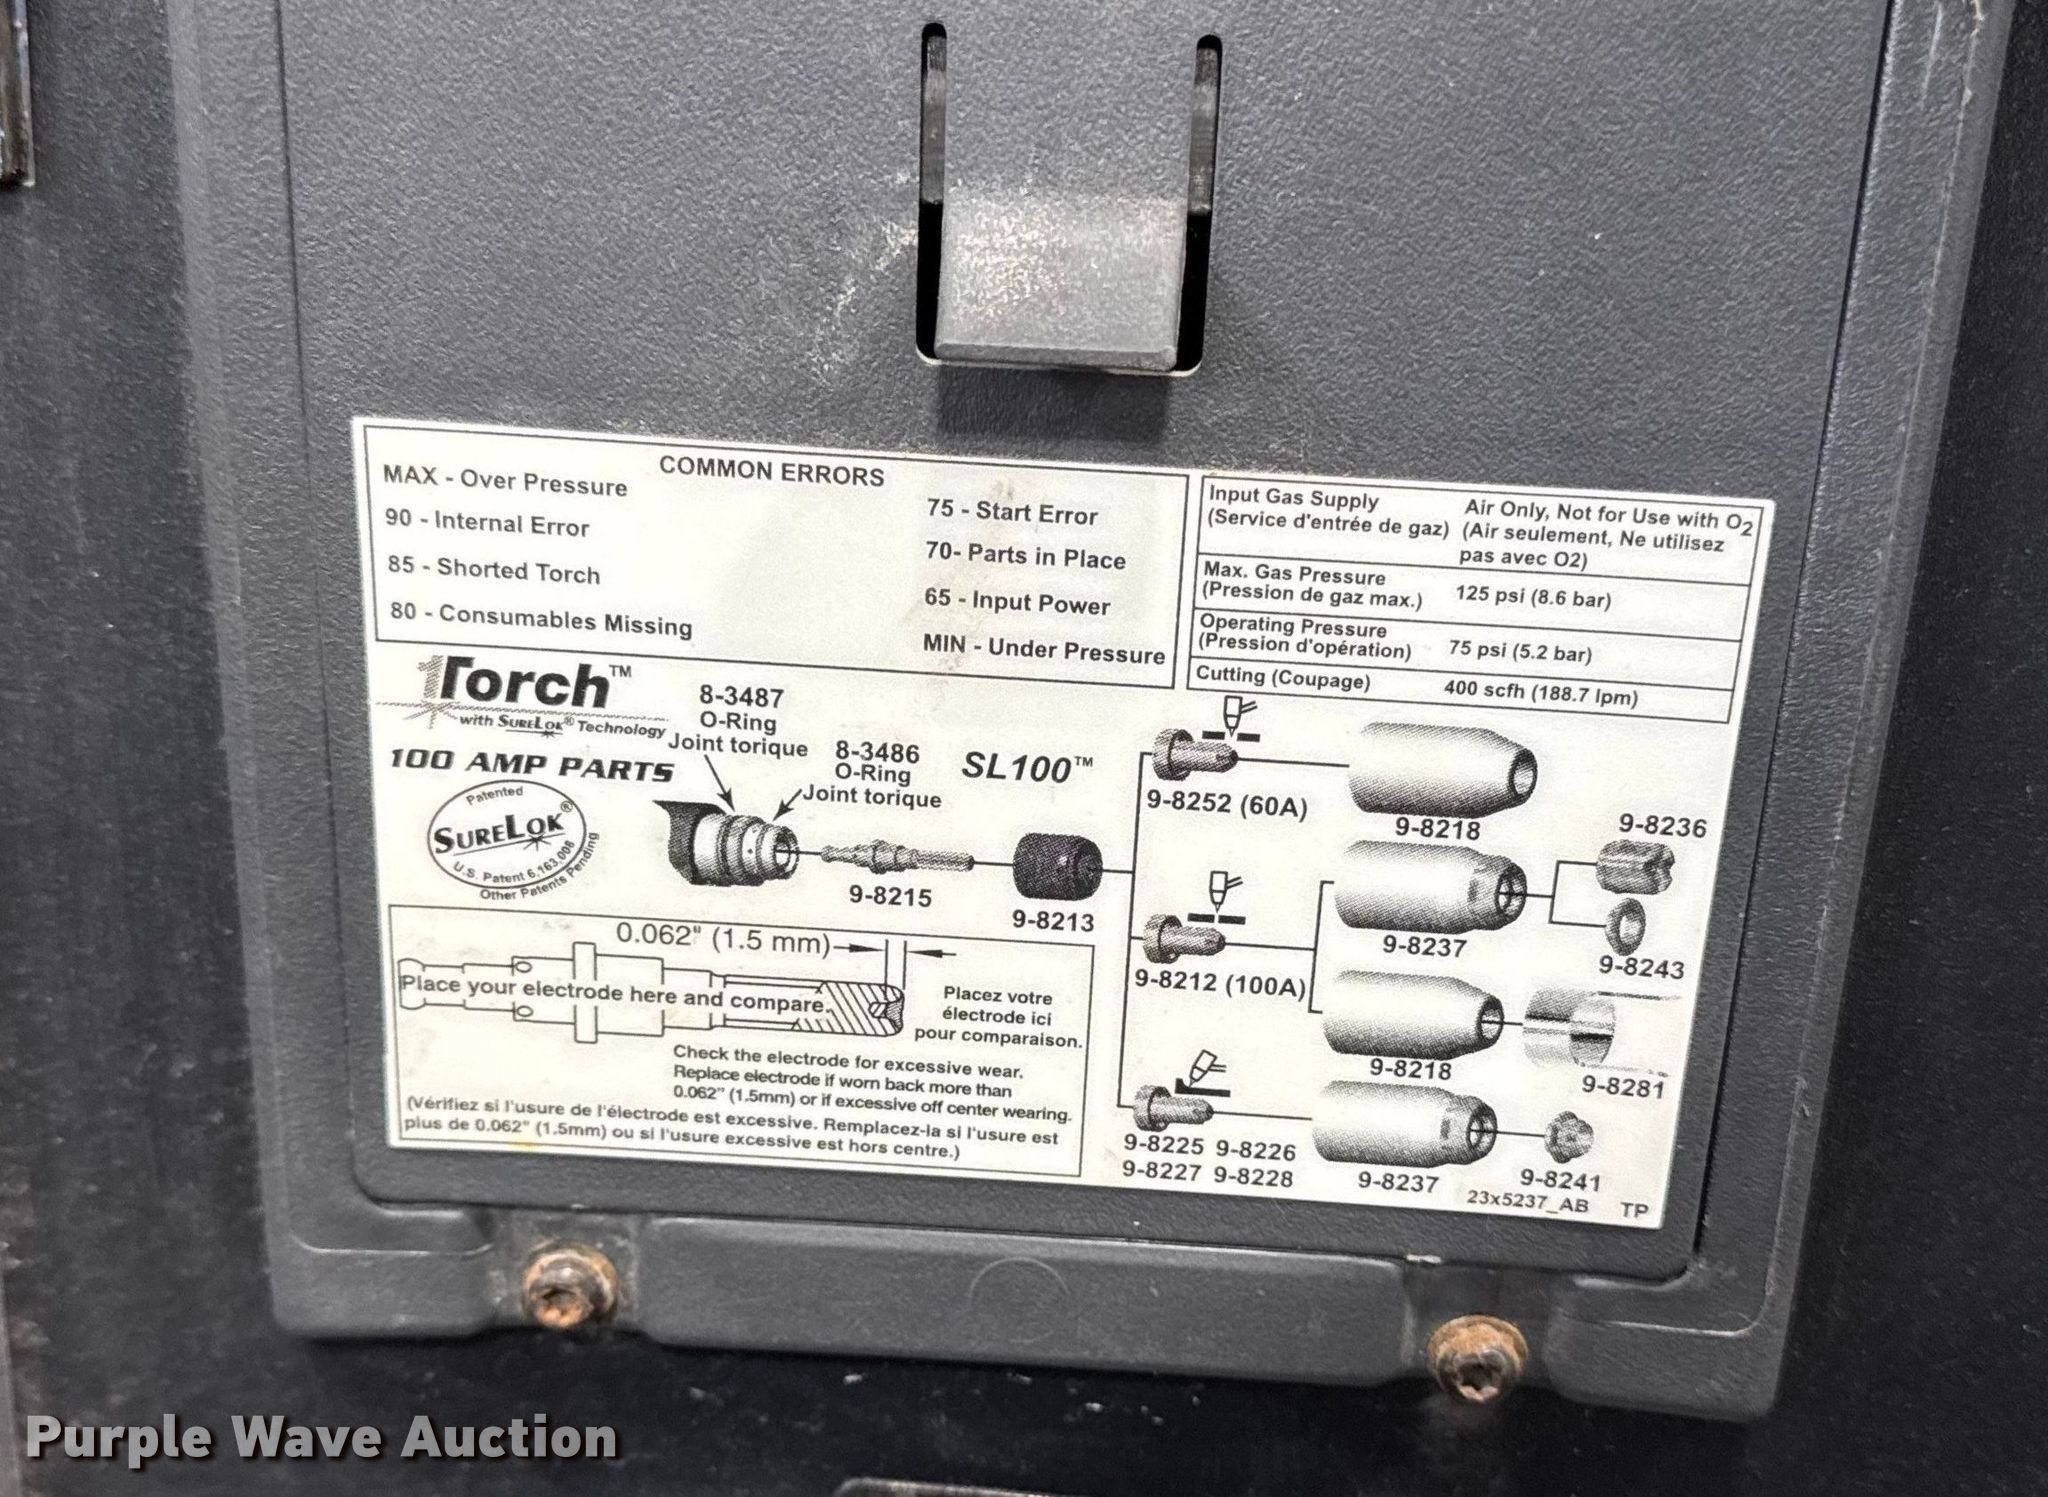 COMMON ERRORS
MAX - Over Pressure
90 - Internal Error
85 - Shorted Torch
80 - Consumables Missing
75 - Start Error
70- Parts in Place
65 - Input Power
MIN - Under Pressure
Input Gas Supply
(Service d'entrée de gaz)
Air Only, Not for Use with O2
(Air seulement, Ne utilisez
pas avec O2)
Max. Gas Pressure
(Pression de gaz max.)
125 psi (8.6 bar)
Operating Pressure
(Pression d'opération)
75 psi (5.2 bar)
Cutting (Coupage)
400 scfh (188.7 lpm)
1Torch™
with SURELOK® Technology
100 AMP PARTS
Patented
SURELOK®
U.S. Patent 6,163,008
Other Patents Pending
8-3487
O-Ring
Joint torique
8-3486
O-Ring
Joint torique
SL100™
9-8215
9-8213
9-8252 (60A)
9-8218
9-8212 (100A)
9-8237
9-8236
9-8243
9-8218
9-8281
9-8225 9-8226
9-8227 9-8228
9-8237
9-8241
23x5237_AB TP
0.062" (1.5 mm)
Place your electrode here and compare.
Placez votre
électrode ici
pour comparaison.
Check the electrode for excessive wear.
Replace electrode if worn back more than
0.062" (1.5mm) or if excessive off center wearing.
(Vérifiez si l'usure de l'électrode est excessive. Remplacez-la si l'usure est
plus de 0.062" (1.5mm) ou si l'usure excessive est hors centre.)
Purple Wave Auction